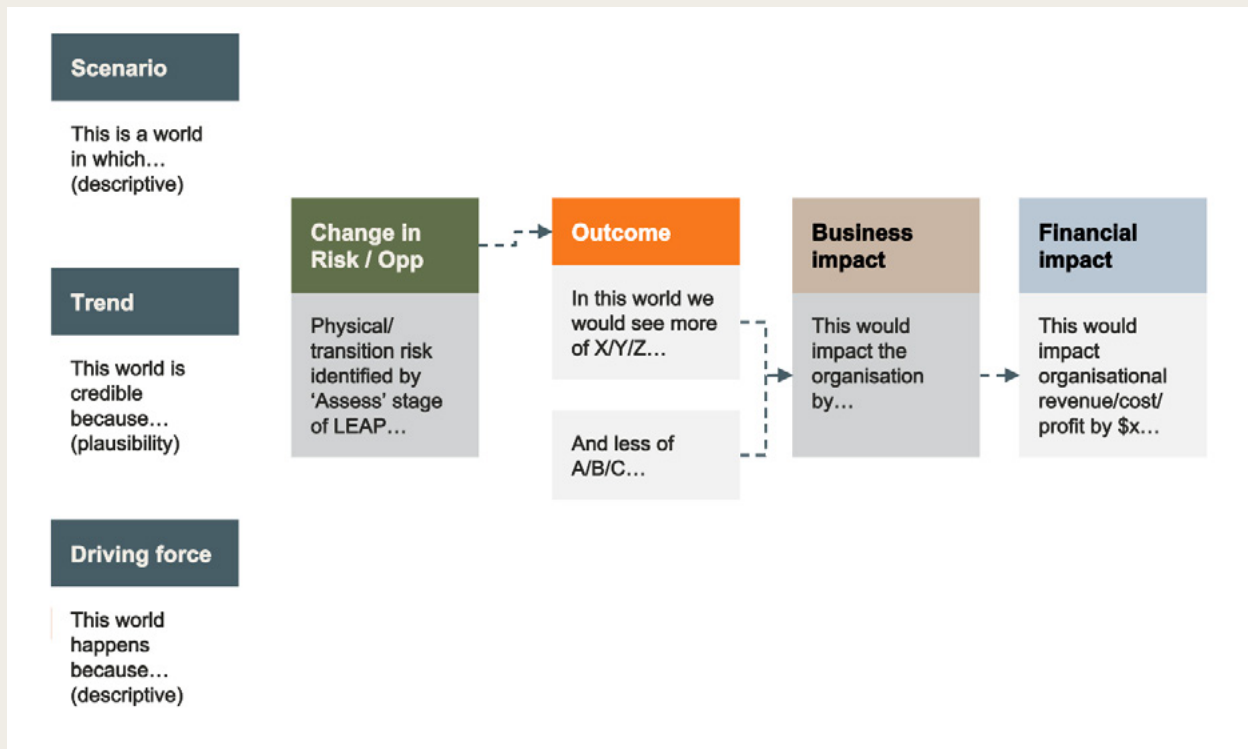 Scenario
This is a world
in which…
(descriptive)
Trend
This world is
credible
because…
(plausibility)
Driving force
This world
happens
because…
(descriptive)
Change in
Risk / Opp
Physical/
transition risk
identified by
‘Assess’ stage
of LEAP…
Outcome
In this world we
would see more
of X/Y/Z…
And less of
A/B/C…
Business
impact
This would
impact the
organisation
by…
Financial
impact
This would
impact
organisational
revenue/cost/
profit by $x…